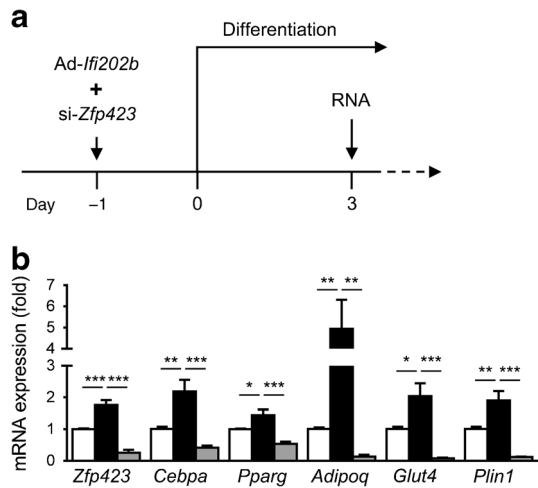 a
Differentiation
Ad-Ifi202b
+
si-Zfp423
RNA
Day –1 0 3
b
mRNA expression (fold)
7
6
5
4
3
2
1
0
*** *** ** *** * *** ** ** * *** ** ***
Zfp423 Cebpa Pparg Adipoq Glut4 Plin1